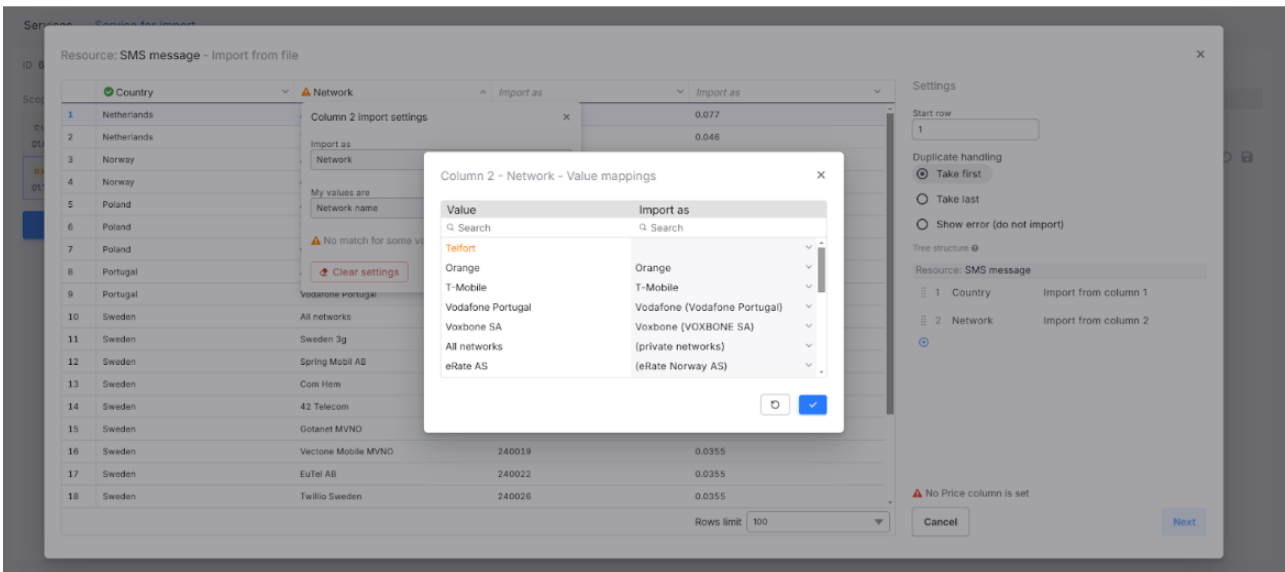 Services Service for import
Resource: SMS message - Import from file
ID 6
Country Network Import as Import as
1 Netherlands 0.077
2 Netherlands 0.046
3 Norway
4 Norway
5 Poland
6 Poland
7 Poland
8 Portugal
9 Portugal Vodafone Portugal
10 Sweden All networks
11 Sweden Sweden 3g
12 Sweden Spring Mobil AB
13 Sweden Com Hem
14 Sweden 42 Telecom
15 Sweden Gotanet MVNO
16 Sweden Vectone Mobile MVNO 240019 0.0355
17 Sweden EuTel AB 240022 0.0355
18 Sweden Twillio Sweden 240026 0.0355
Rows limit 100
Column 2 import settings
Import as
Network
My values are
Network name
No match for some
Clear settings
Column 2 - Network - Value mappings
Value Import as
Search Search
Telfort
Orange Orange
T-Mobile T-Mobile
Vodafone Portugal Vodafone (Vodafone Portugal)
Voxbone SA Voxbone (VOXBONE SA)
All networks (private networks)
eRate AS (eRate Norway AS)
Settings
Start row
1
Duplicate handling
Take first
Take last
Show error (do not import)
Tree structure
Resource: SMS message
1 Country Import from column 1
2 Network Import from column 2
No Price column is set
Cancel Next